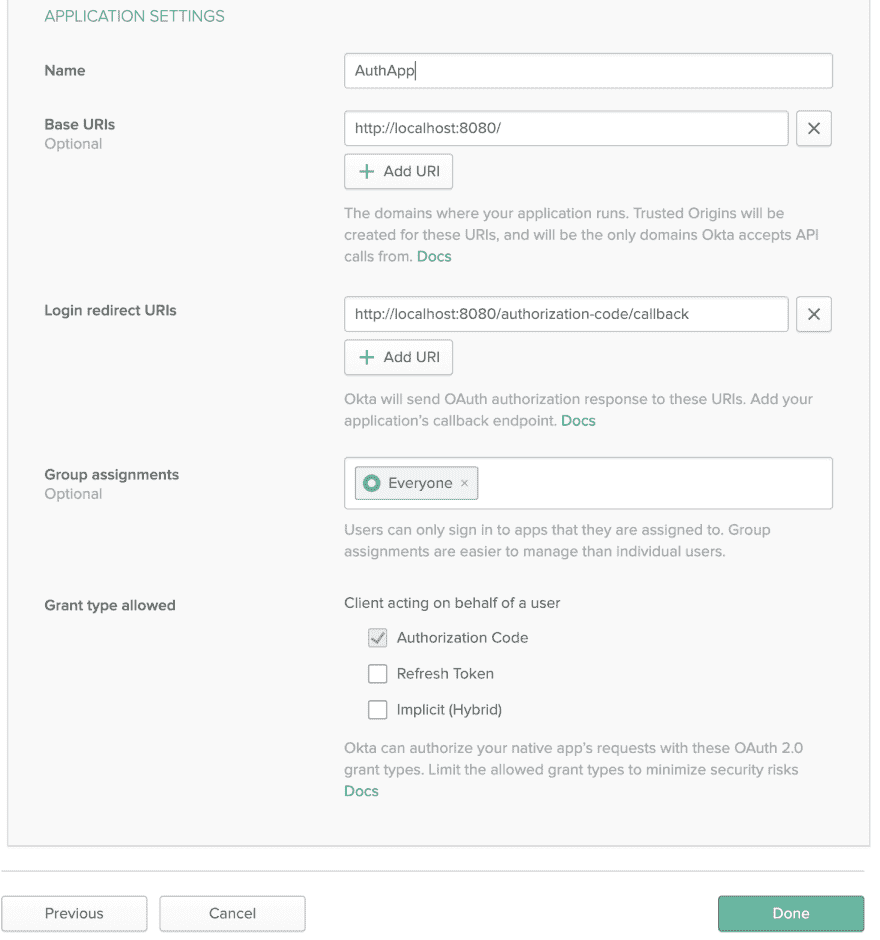 APPLICATION SETTINGS
Name
AuthApp
Base URIs
Optional
http://localhost:8080/
Add URI
The domains where your application runs. Trusted Origins will be
created for these URIs, and will be the only domains Okta accepts API
calls from. Docs
Login redirect URIs
http://localhost:8080/authorization-code/callback
Add URI
Okta will send OAuth authorization response to these URIs. Add your
application's callback endpoint. Docs
Group assignments
Optional
Everyone ×
Users can only sign in to apps that they are assigned to. Group
assignments are easier to manage than individual users.
Grant type allowed
Client acting on behalf of a user
Authorization Code
Refresh Token
Implicit (Hybrid)
Okta can authorize your native app's requests with these OAuth 2.0
grant types. Limit the allowed grant types to minimize security risks
Docs
Previous
Cancel
Done